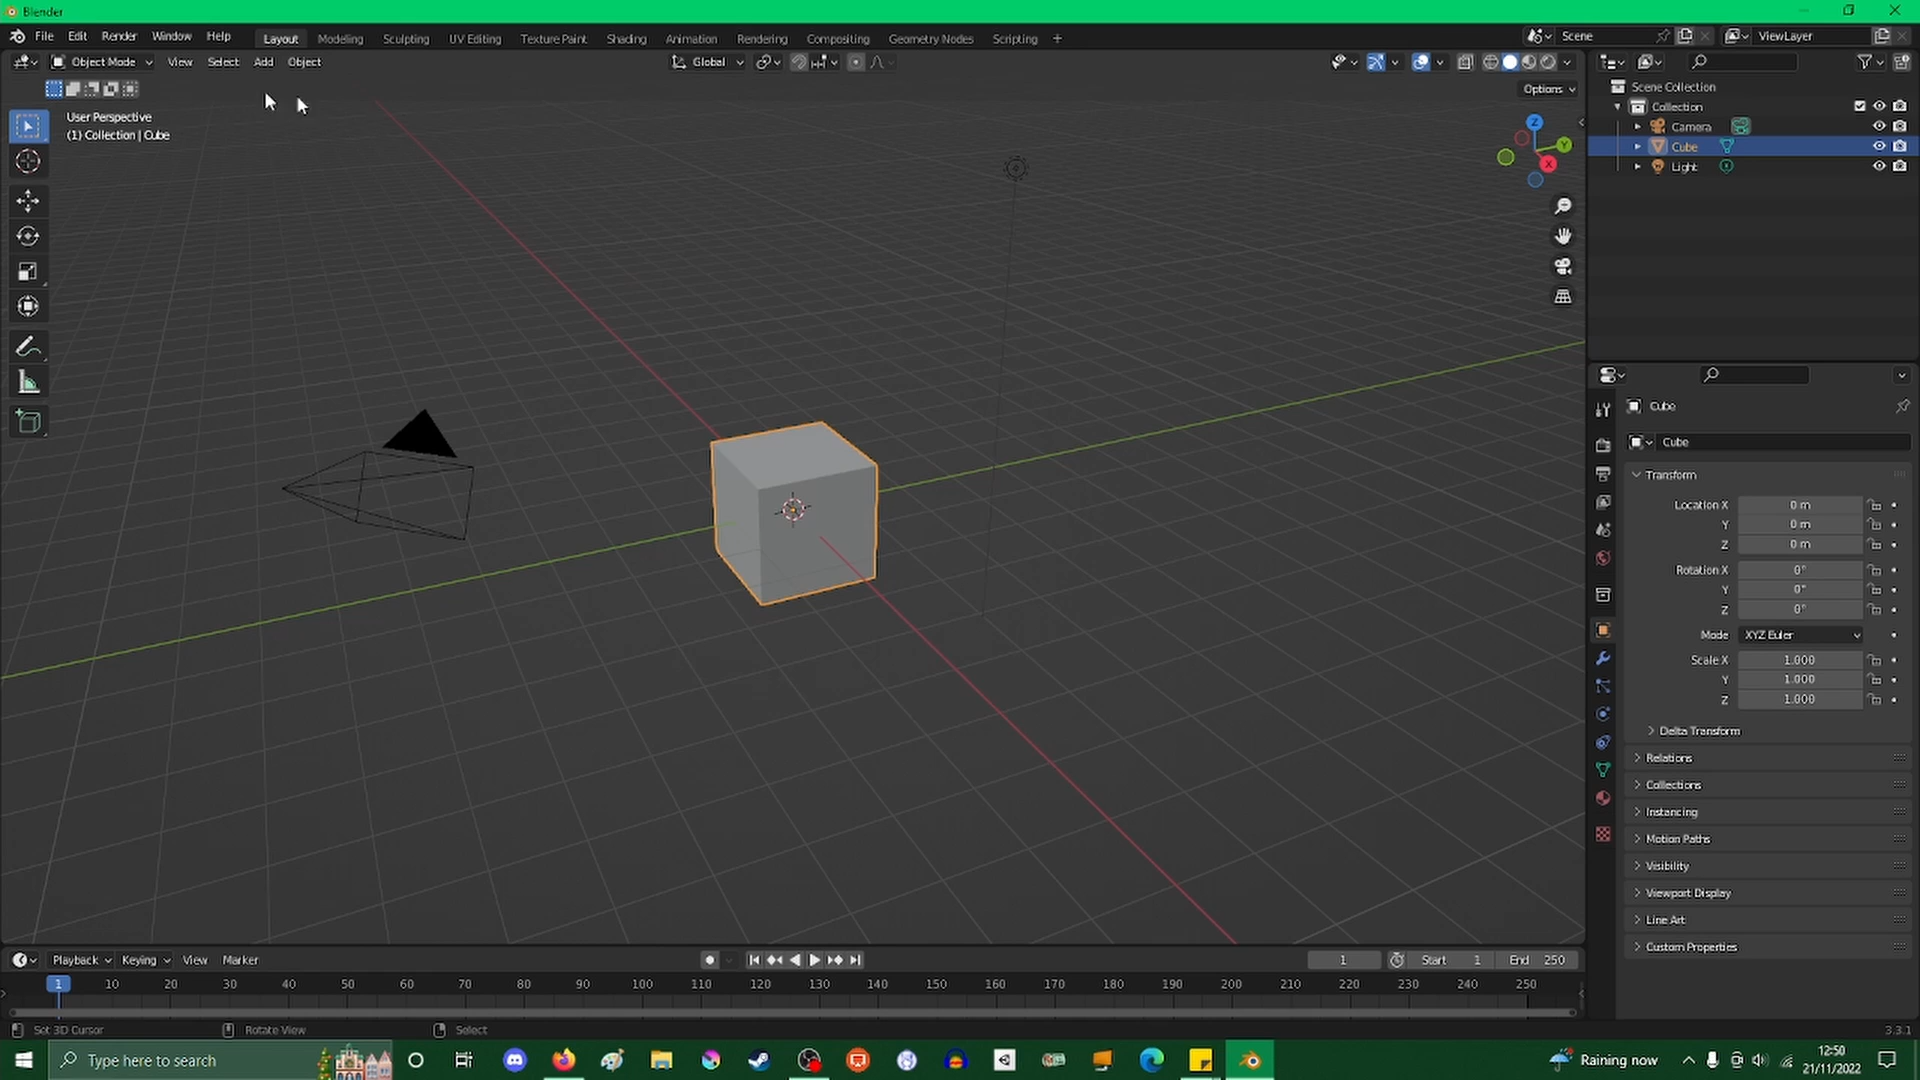 Blender
File Edit Render Window Help Layout Modeling Sculpting UV Editing Texture Paint Shading Animation Rendering Compositing Geometry Nodes Scripting + Scene ViewLayer
Object Mode View Select Add Object Global
Options
User Perspective
(1) Collection | Cube
Z
Y
X
Scene Collection
Collection
Camera
Cube
Light
Cube
Cube
Transform
Location X 0 m
Y 0 m
Z 0 m
Rotation X 0°
Y 0°
Z 0°
Mode XYZ Euler
Scale X 1.000
Y 1.000
Z 1.000
Delta Transform
Relations
Collections
Instancing
Motion Paths
Visibility
Viewport Display
Line Art
Custom Properties
Playback Keying View Marker 1 Start 1 End 250
1 10 20 30 40 50 60 70 80 90 100 110 120 130 140 150 160 170 180 190 200 210 220 230 240 250
Set 3D Cursor Rotate View Select 3.3.1
Type here to search Raining now 12:50
21/11/2022